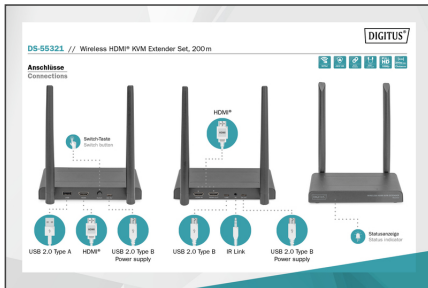 DIGITUS®
DS-55321 // Wireless HDMI® KVM Extender Set, 200m
Anschlüsse
Connections
HDMI®
Switch-Taste
Switch button
USB 2.0 Type A
HDMI®
USB 2.0 Type B
Power supply
USB 2.0 Type B
IR Link
USB 2.0 Type B
Power supply
Statusanzeige
Status indicator